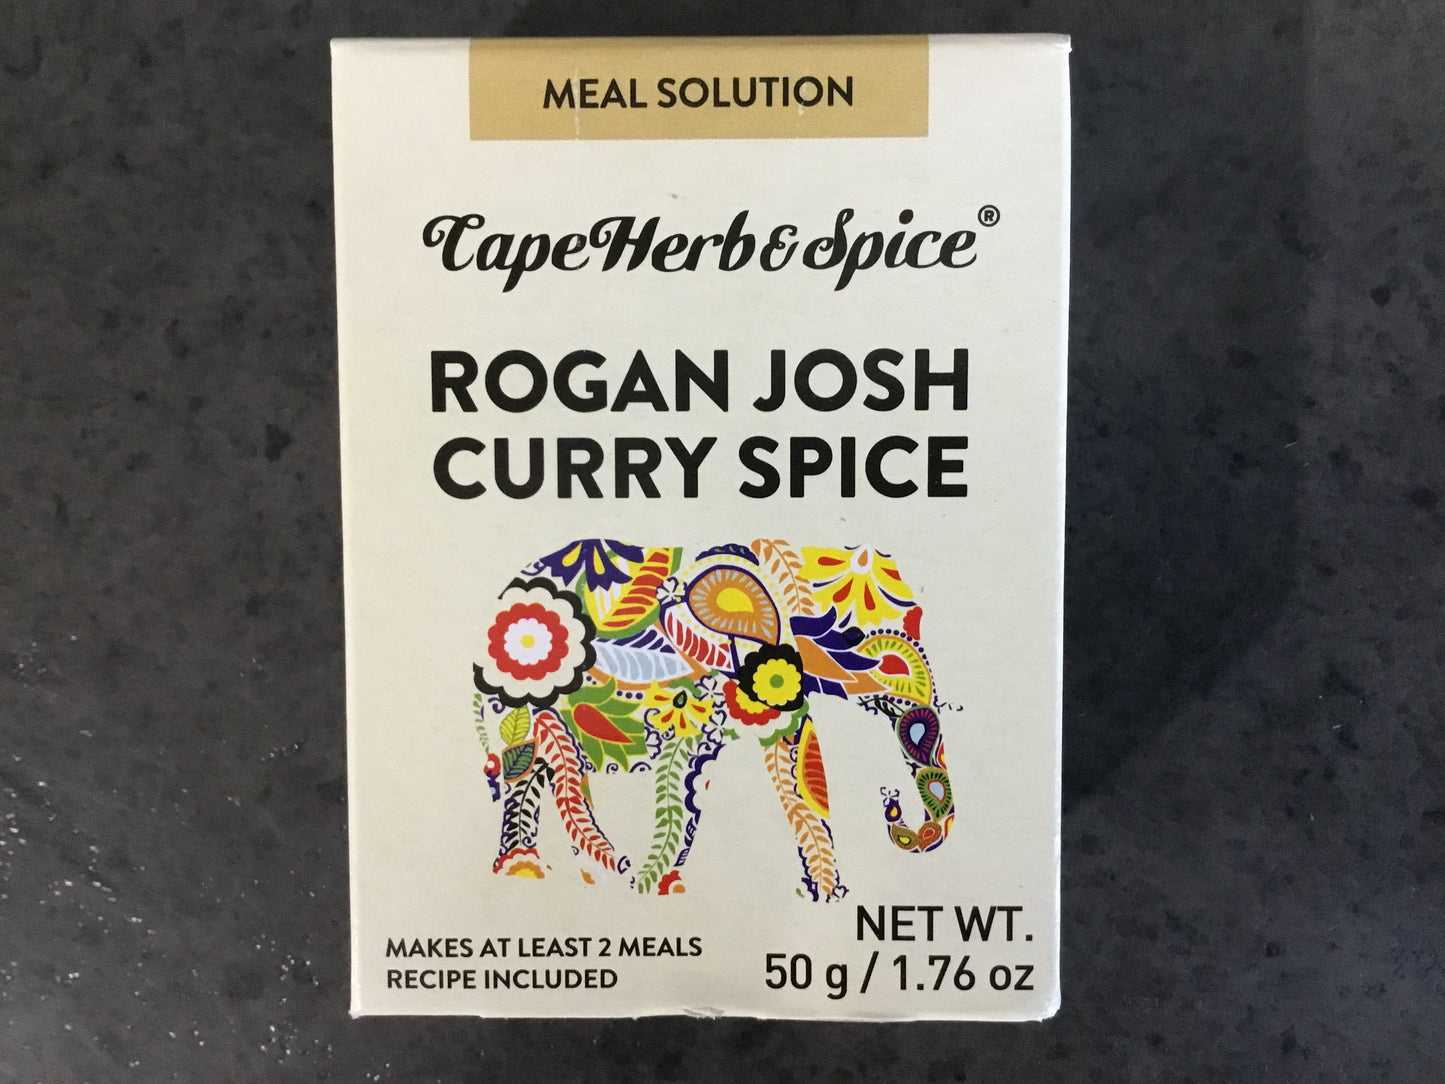 MEAL SOLUTION
CapeHerb&Spice®
ROGAN JOSH
CURRY SPICE
MAKES AT LEAST 2 MEALS
RECIPE INCLUDED
NET WT.
50 g / 1.76 oz